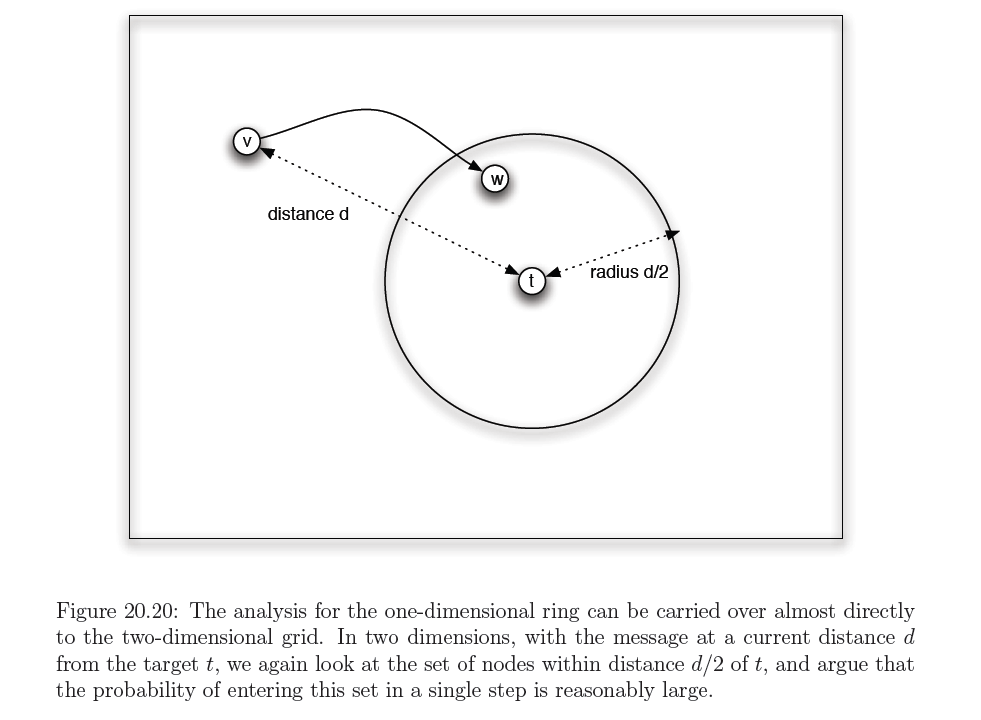 v
w
distance d
t
radius d/2
Figure 20.20: The analysis for the one-dimensional ring can be carried over almost directly
to the two-dimensional grid. In two dimensions, with the message at a current distance d
from the target t, we again look at the set of nodes within distance d/2 of t, and argue that
the probability of entering this set in a single step is reasonably large.